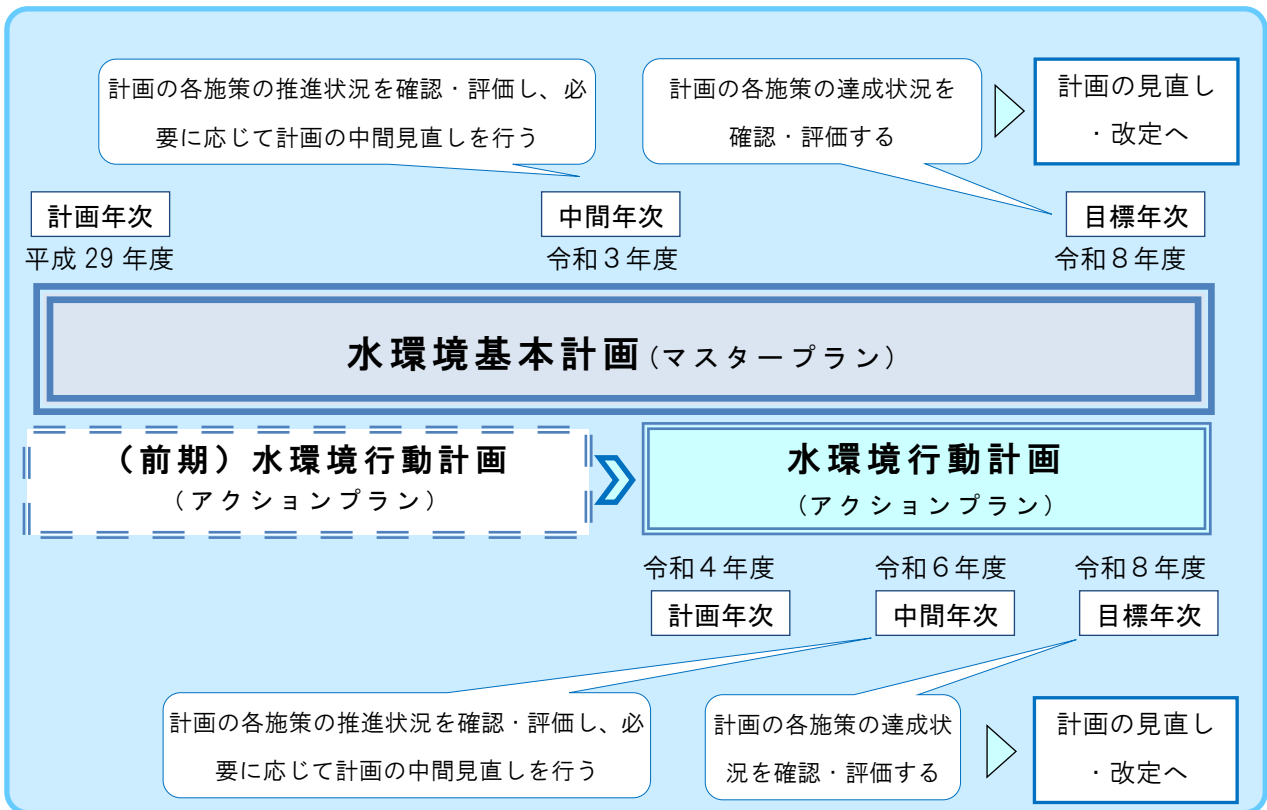 計画の各施策の推進状況を確認・評価し、必
要に応じて計画の中間見直しを行う
計画の各施策の達成状況を
確認・評価する
計画の見直し
・改定へ
計画年次
中間年次
目標年次
平成 29 年度
令和３年度
令和８年度
水環境基本計画(マスタープラン)
（前期）水環境行動計画
（アクションプラン）
水環境行動計画
（アクションプラン）
令和４年度
令和６年度
令和８年度
計画年次
中間年次
目標年次
計画の各施策の推進状況を確認・評価し、必
要に応じて計画の中間見直しを行う
計画の各施策の達成状
況を確認・評価する
計画の見直し
・改定へ